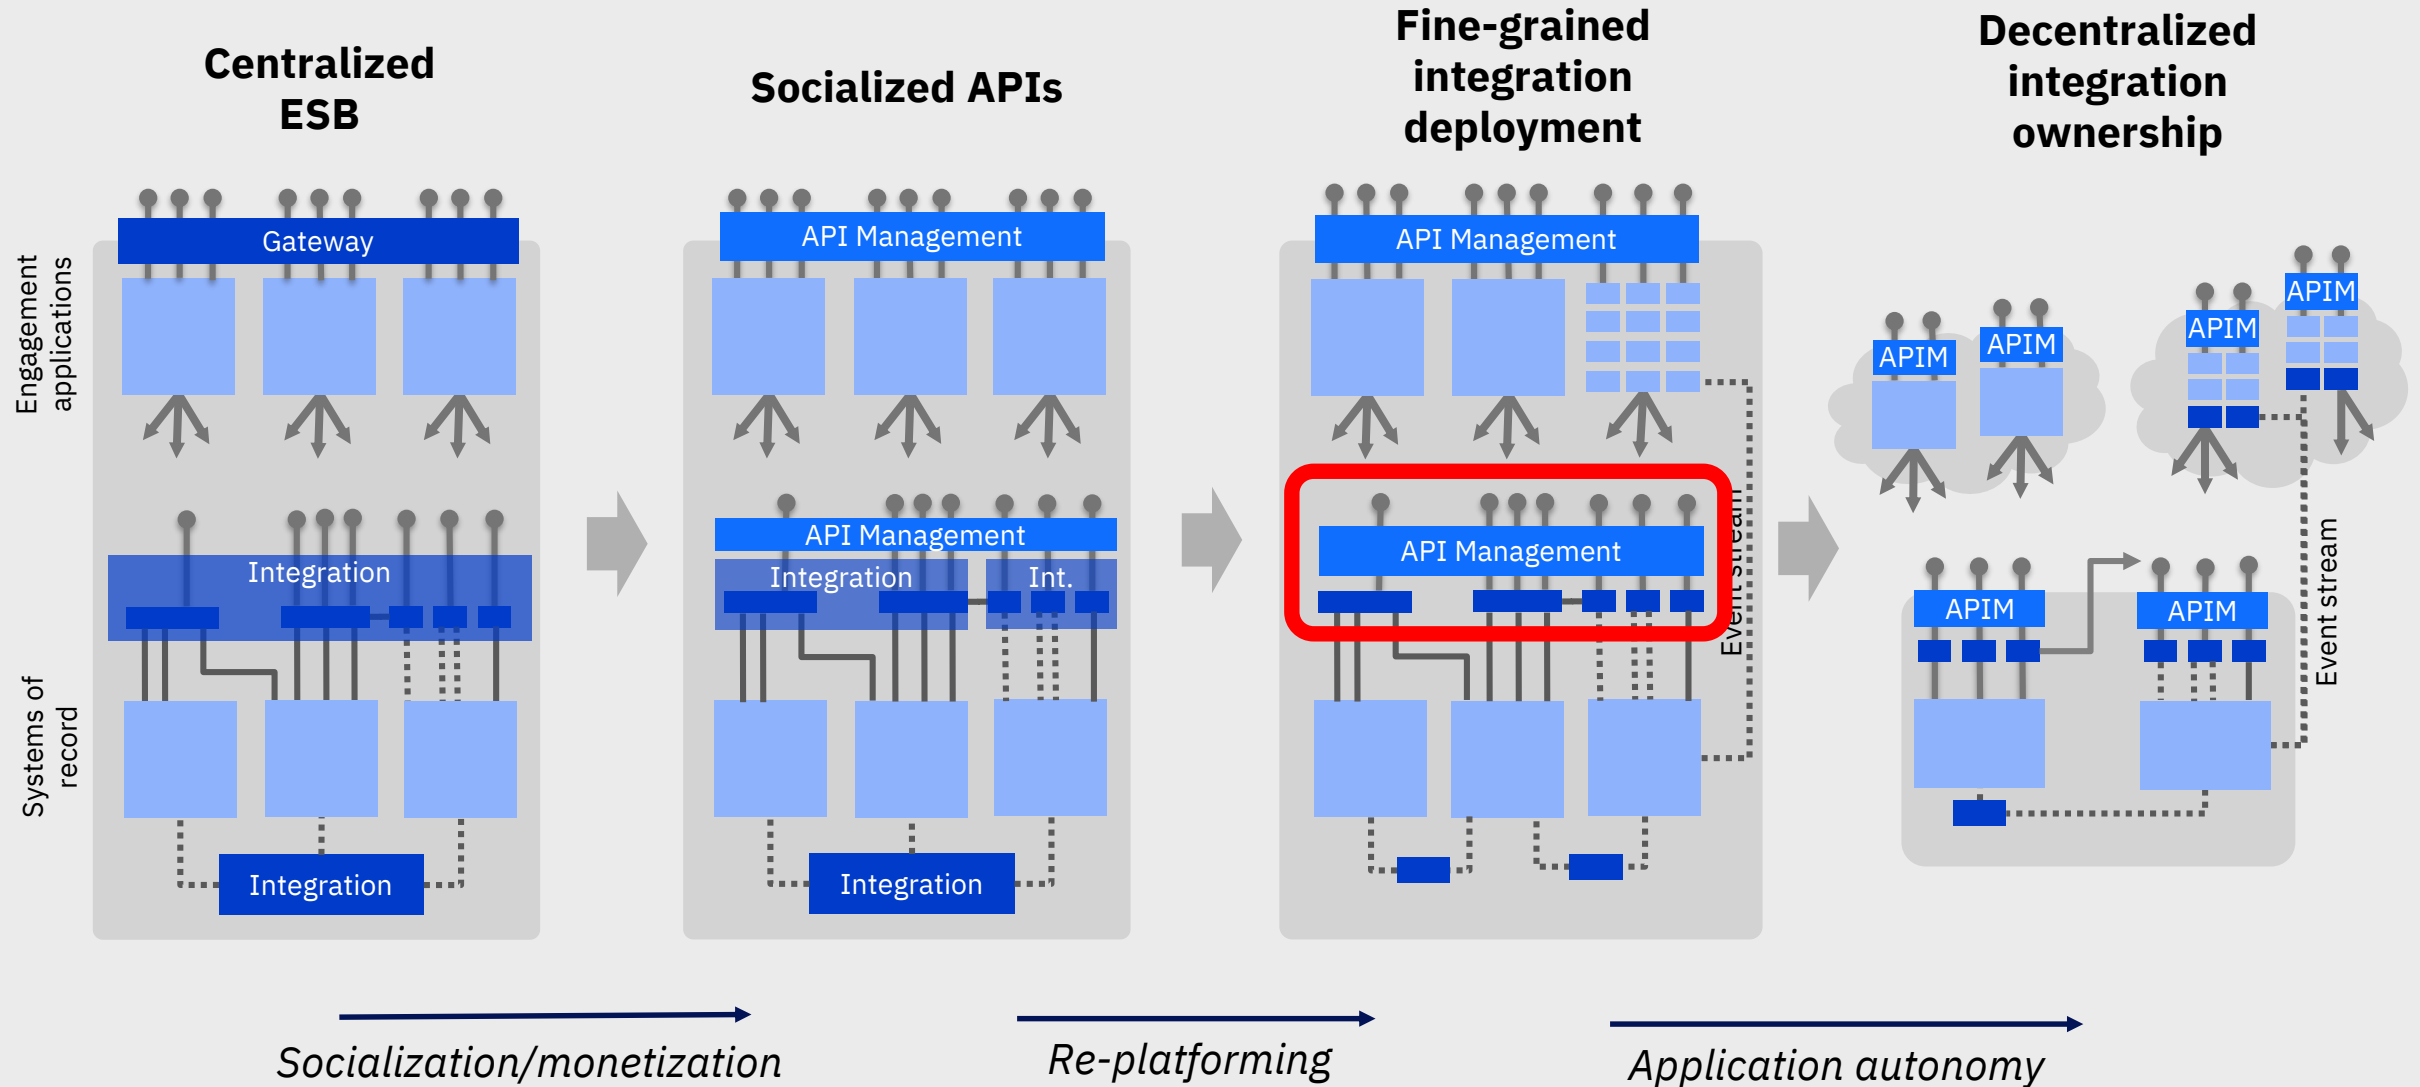 Centralized
ESB
Socialized APIs
Fine-grained
integration
deployment
Decentralized
integration
ownership
Engagement
applications
Systems of
record
Gateway
Integration
Integration
API Management
API Management
Integration
Int.
Integration
API Management
API Management
Event stream
APIM
APIM
APIM
APIM
APIM
APIM
Event stream
Socialization/monetization
Re-platforming
Application autonomy